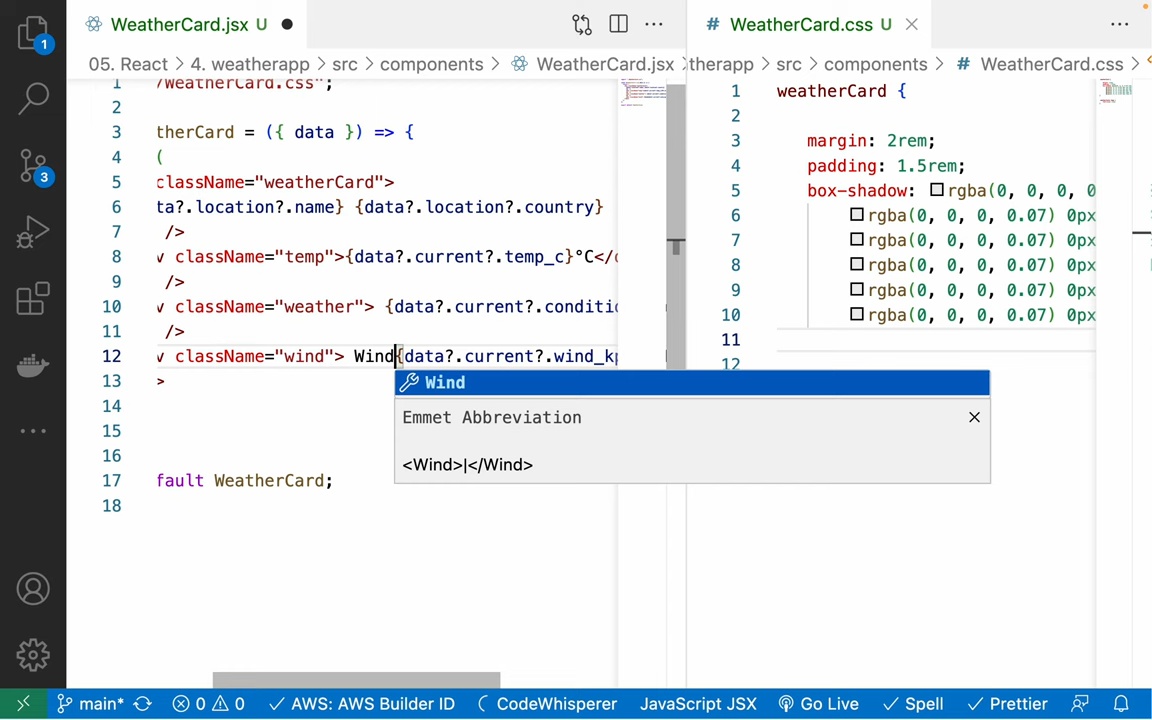 WeatherCard.jsx U
# WeatherCard.css U
1
05. React > 4. weatherapp > src > components > WeatherCard.jsx
therapp > src > components > # WeatherCard.css >
1 /WeatherCard.css";
2
3 therCard = ({ data }) => {
4 (
5 className="weatherCard">
6 ta?.location?.name} {data?.location?.country}
7 />
8 v className="temp">{data?.current?.temp_c}°C</
9 />
10 v className="weather"> {data?.current?.conditio
11 />
12 v className="wind"> Wind{data?.current?.wind_kp
13 >
14
15
16
17 fault WeatherCard;
18
Wind
Emmet Abbreviation
<Wind>|</Wind>
1 weatherCard {
2
3 margin: 2rem;
4 padding: 1.5rem;
5 box-shadow: rgba(0, 0, 0, 0
6 rgba(0, 0, 0, 0.07) 0px
7 rgba(0, 0, 0, 0.07) 0px
8 rgba(0, 0, 0, 0.07) 0px
9 rgba(0, 0, 0, 0.07) 0px
10 rgba(0, 0, 0, 0.07) 0px
11
12
3
main* 0 0 AWS: AWS Builder ID CodeWhisperer JavaScript JSX Go Live Spell Prettier